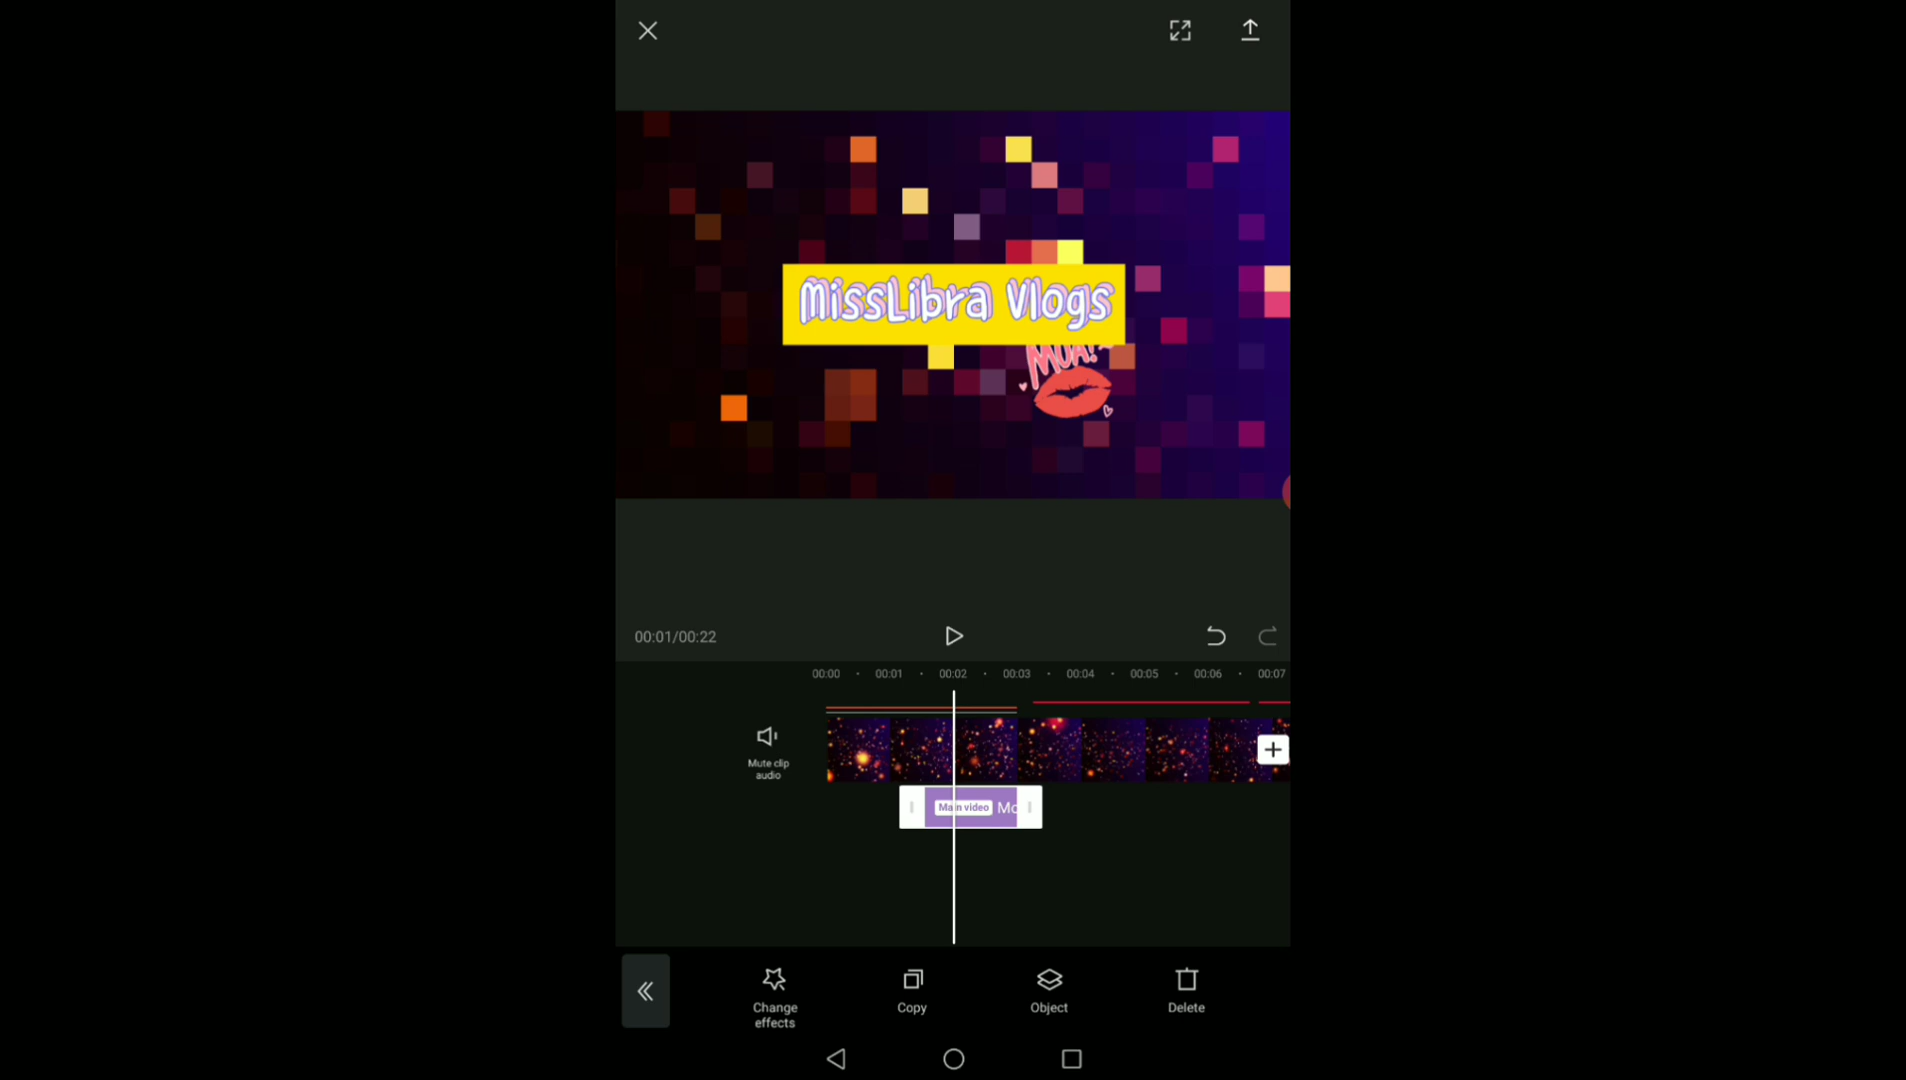 MissLibra Vlogs
MUA!
00:01/00:22
00:00 00:01 00:02 00:03 00:04 00:05 00:06 00:07
Mute clip
audio
Main video Mo
Change
effects
Copy
Object
Delete